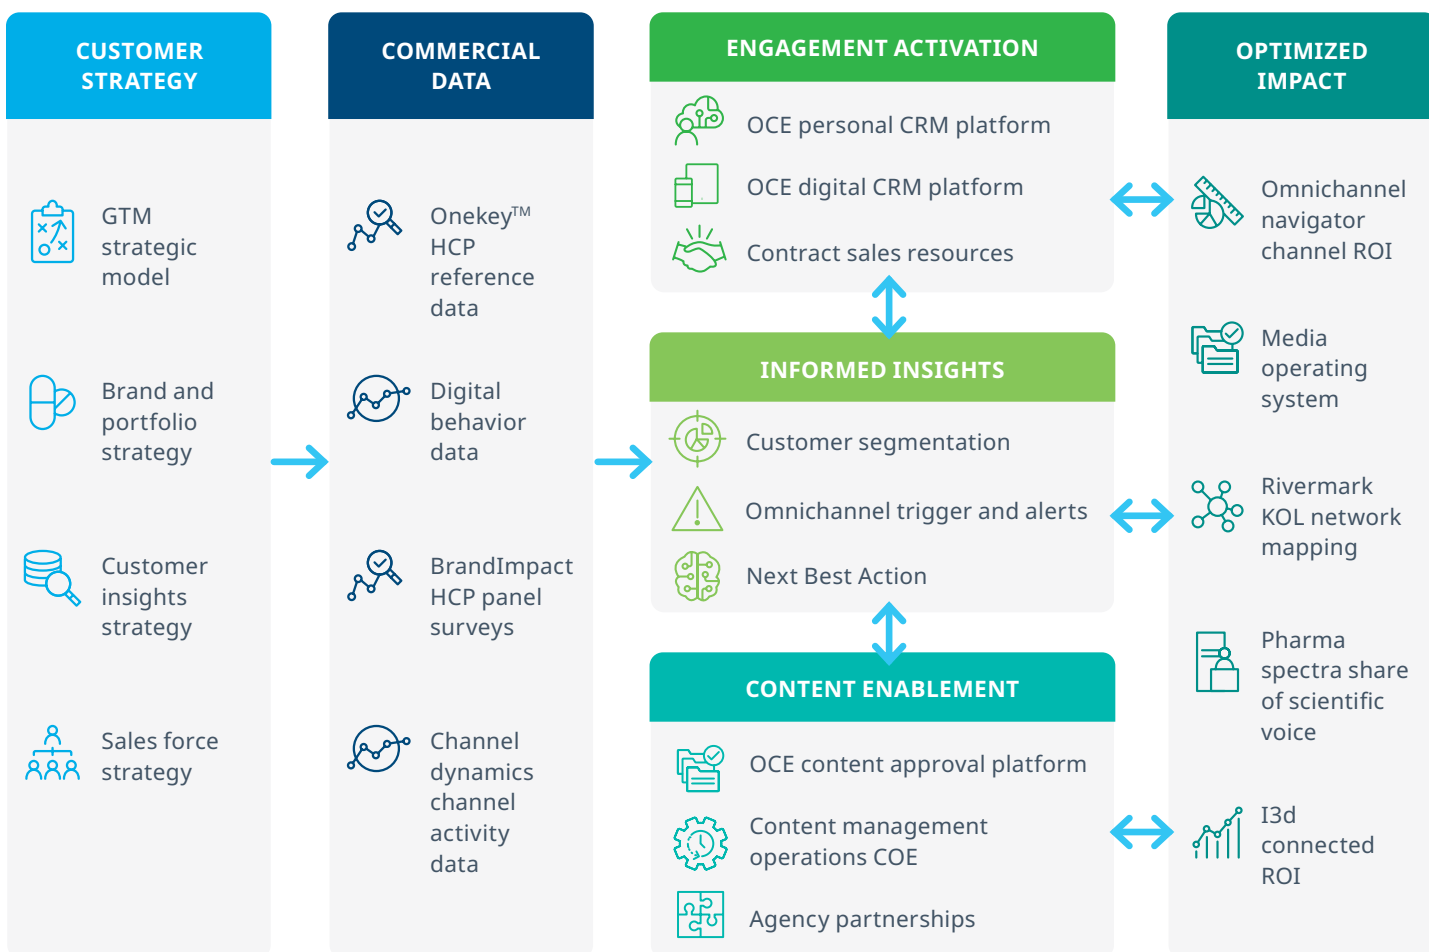 CUSTOMER
STRATEGY
GTM
strategic
model
Brand and
portfolio
strategy
Customer
insights
strategy
Sales force
strategy
COMMERCIAL
DATA
Onekey™
HCP
reference
data
Digital
behavior
data
BrandImpact
HCP panel
surveys
Channel
dynamics
channel
activity
data
ENGAGEMENT ACTIVATION
OCE personal CRM platform
OCE digital CRM platform
Contract sales resources
INFORMED INSIGHTS
Customer segmentation
Omnichannel trigger and alerts
Next Best Action
CONTENT ENABLEMENT
OCE content approval platform
Content management
operations COE
Agency partnerships
OPTIMIZED
IMPACT
Omnichannel
navigator
channel ROI
Media
operating
system
Rivermark
KOL network
mapping
Pharma
spectra share
of scientific
voice
I3d
connected
ROI